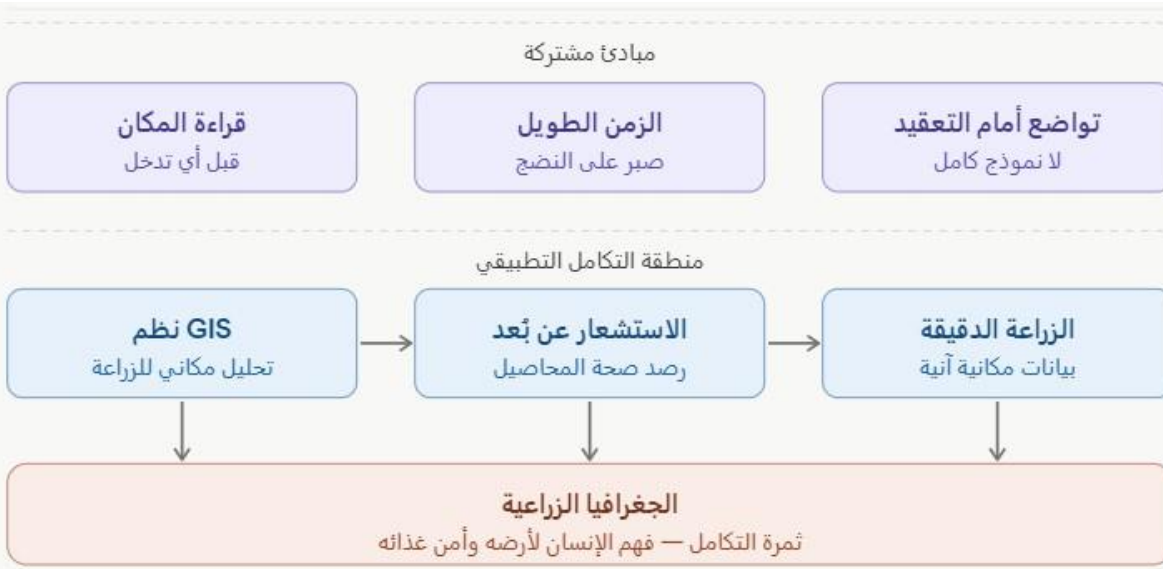 مبادئ مشتركة
تواضع أمام التعقيد
لا نموذج كامل
الزمن الطويل
صبر على النضج
قراءة المكان
قبل أي تدخل
منطقة التكامل التطبيقي
الزراعة الدقيقة
بيانات مكانية آنية
الاستشعار عن بُعد
رصد صحة المحاصيل
نظم GIS
تحليل مكاني للزراعة
الجغرافيا الزراعية
ثمرة التكامل — فهم الإنسان لأرضه وأمن غذائه